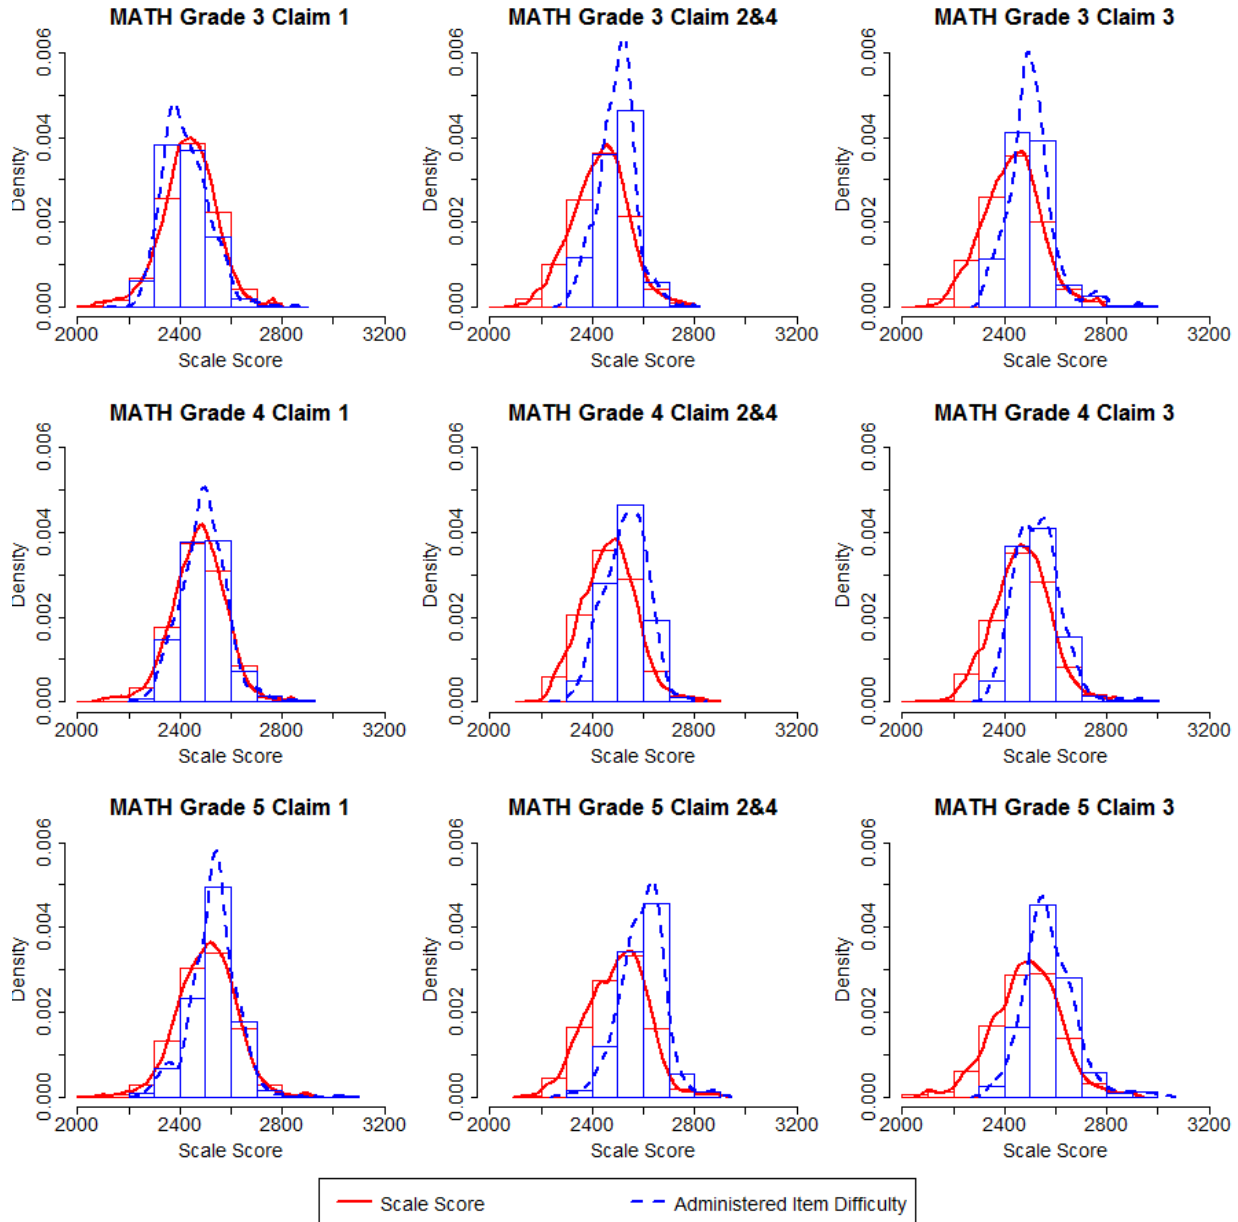 MATH Grade 3 Claim 1
Density
0.000 0.002 0.004 0.006
2000 2400 2800 3200
Scale Score
MATH Grade 3 Claim 2&4
Density
0.000 0.002 0.004 0.006
2000 2400 2800 3200
Scale Score
MATH Grade 3 Claim 3
Density
0.000 0.002 0.004 0.006
2000 2400 2800 3200
Scale Score
MATH Grade 4 Claim 1
Density
0.000 0.002 0.004 0.006
2000 2400 2800 3200
Scale Score
MATH Grade 4 Claim 2&4
Density
0.000 0.002 0.004 0.006
2000 2400 2800 3200
Scale Score
MATH Grade 4 Claim 3
Density
0.000 0.002 0.004 0.006
2000 2400 2800 3200
Scale Score
MATH Grade 5 Claim 1
Density
0.000 0.002 0.004 0.006
2000 2400 2800 3200
Scale Score
MATH Grade 5 Claim 2&4
Density
0.000 0.002 0.004 0.006
2000 2400 2800 3200
Scale Score
MATH Grade 5 Claim 3
Density
0.000 0.002 0.004 0.006
2000 2400 2800 3200
Scale Score
Scale Score
Administered Item Difficulty